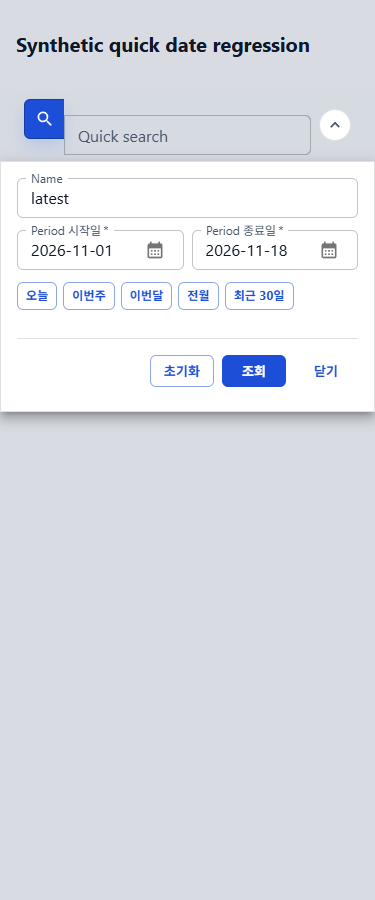 Synthetic quick date regression
Quick search
Name
latest
Period 시작일 * Period 종료일 *
2026-11-01 2026-11-18
오늘 이번주 이번달 전월 최근 30일
초기화 조회 닫기